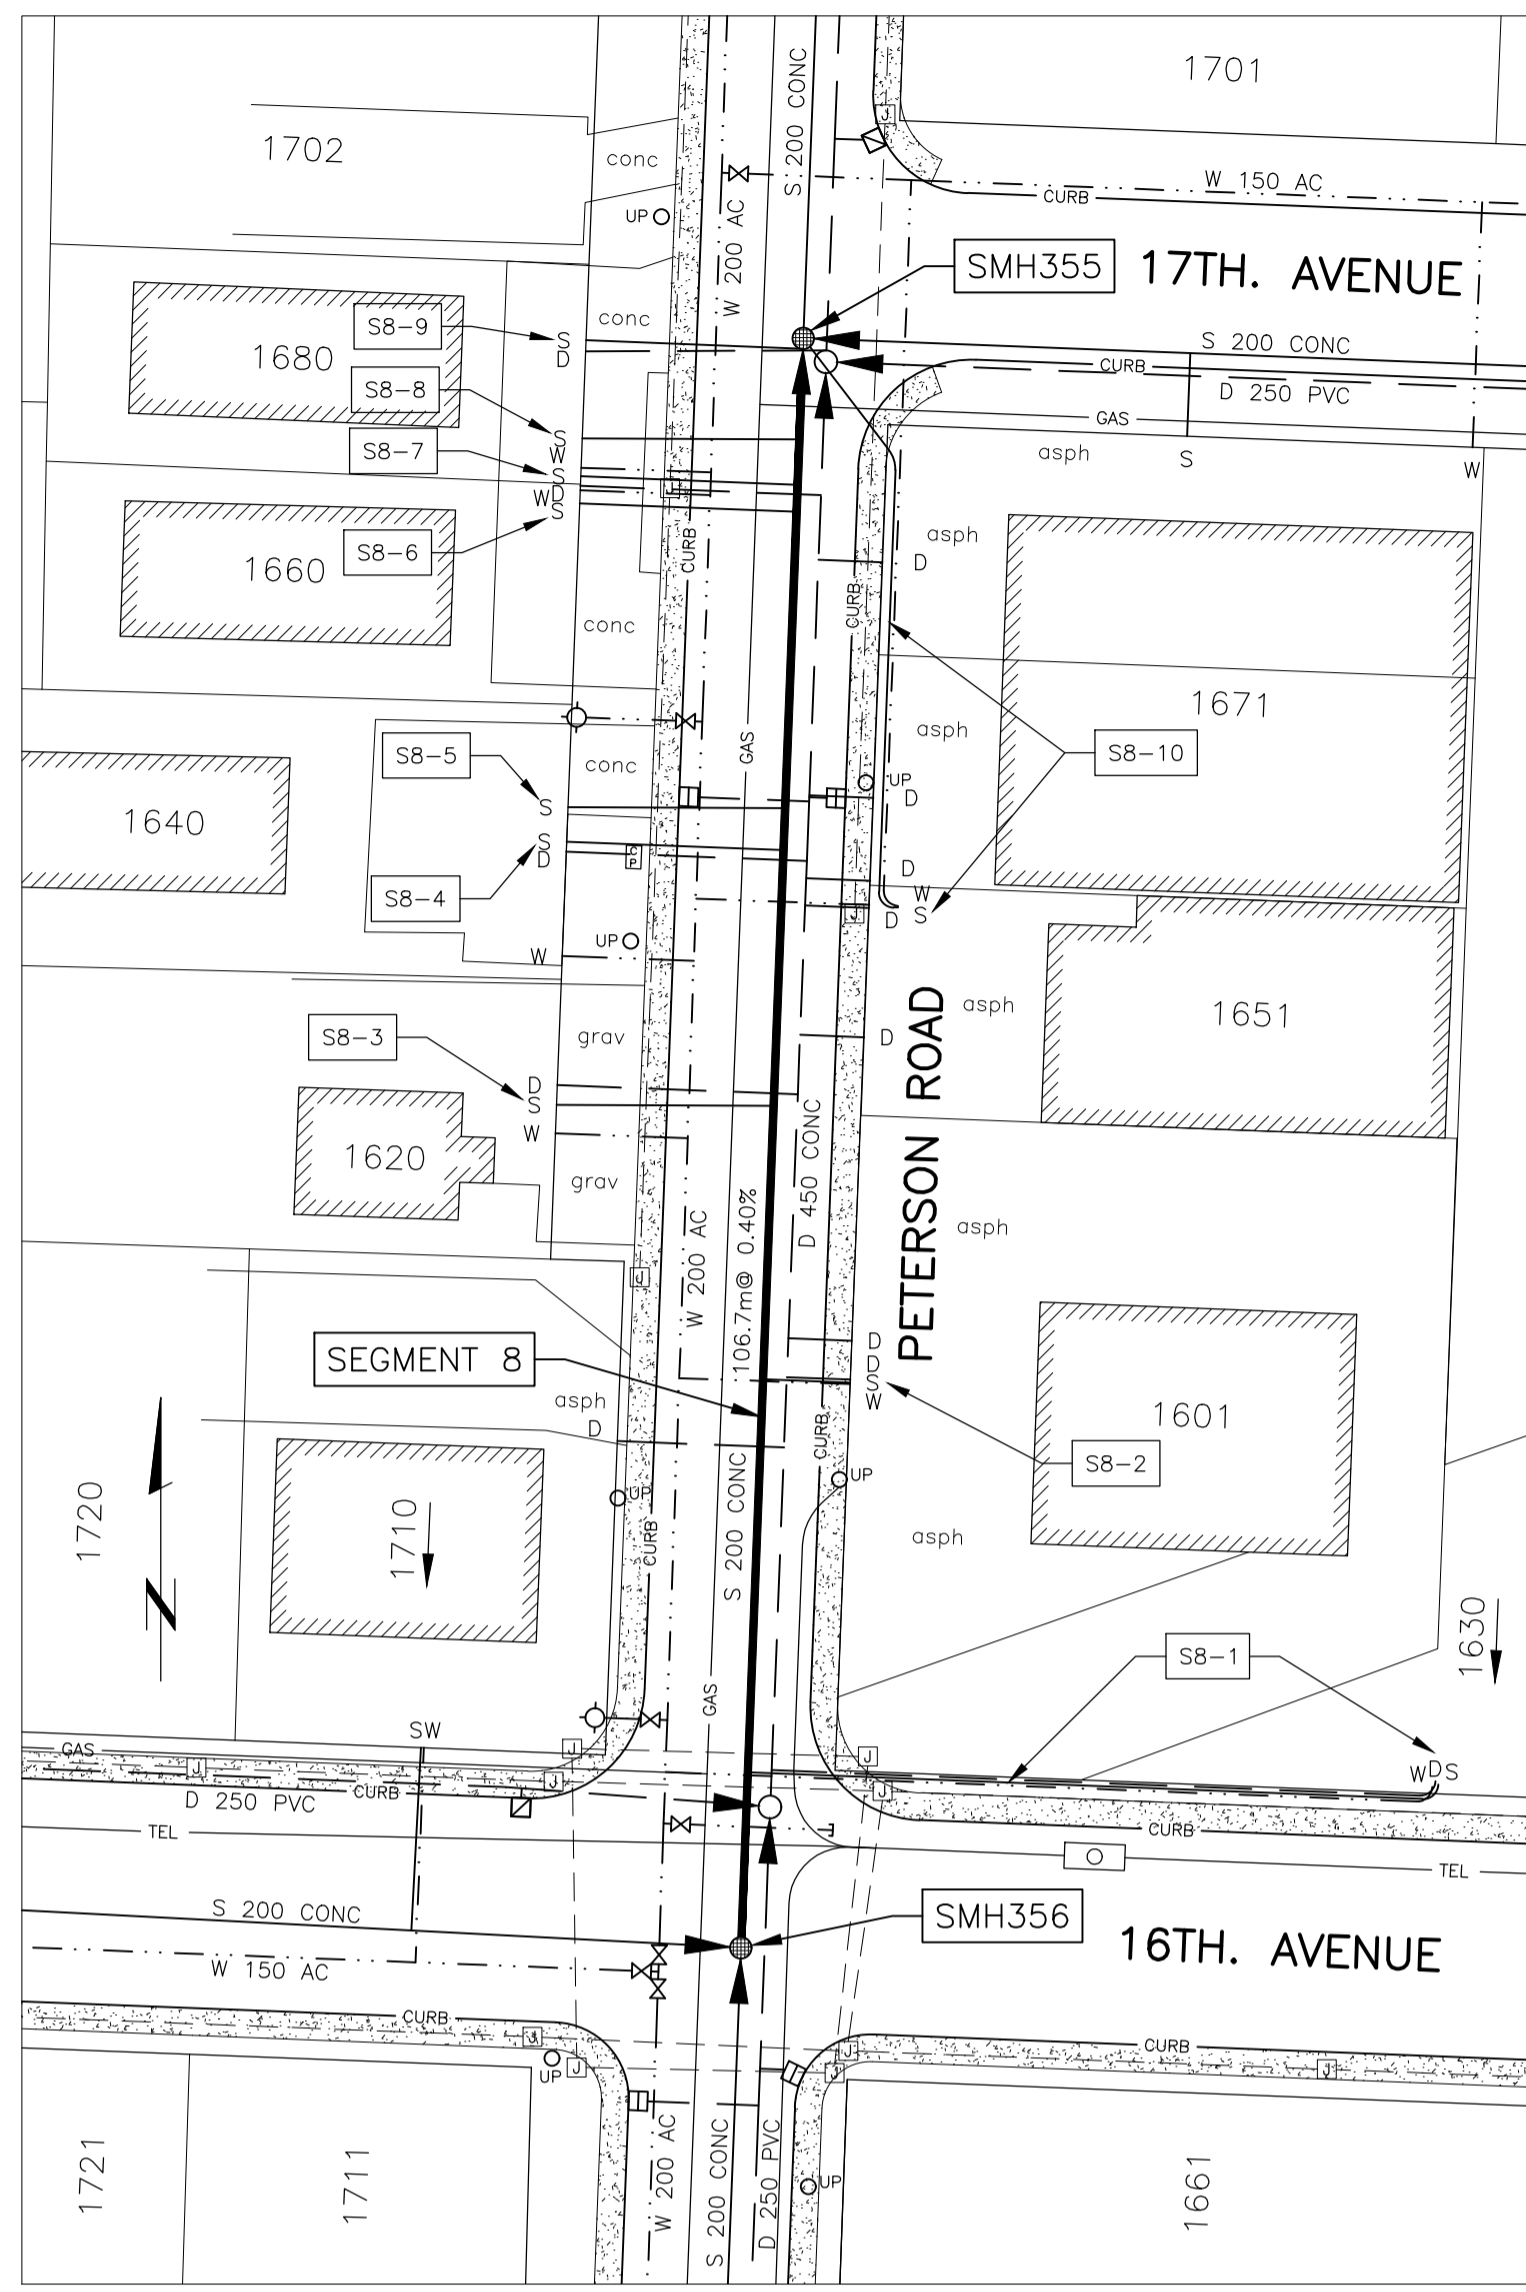 1701
1702
conc
S 200 CONC
W 150 AC
CURB
UP
W 200 AC
SMH355
17TH. AVENUE
conc
S8-9
S
D
1680
S 200 CONC
CURB
D 250 PVC
S8-8
GAS
S
W
S8-7
S
asph
S
W
D
W
S
S8-6
CURB
asph
D
1660
CURB
conc
1671
asph
S8-5
GAS
S8-10
conc
UP
D
S
1640
S
D
C
P
D
S8-4
W
S
D
J
UP
W
PETERSON ROAD
asph
1651
S8-3
grav
D
D
S
W
D 450 CONC
1620
grav
106.7m@ 0.40%
W 200 AC
asph
J
D
D
S
W
SEGMENT 8
asph
D
1601
CURB
S8-2
S 200 CONC
UP
UP
1720
1710
CURB
asph
N
1630
S8-1
GAS
SW
GAS
J
J
J
J
J
WDS
D 250 PVC
CURB
TEL
CURB
TEL
S 200 CONC
SMH356
16TH. AVENUE
W 150 AC
CURB
CURB
J
J
J
J
J
UP
1721
1711
W 200 AC
S 200 CONC
D 250 PVC
UP
1661